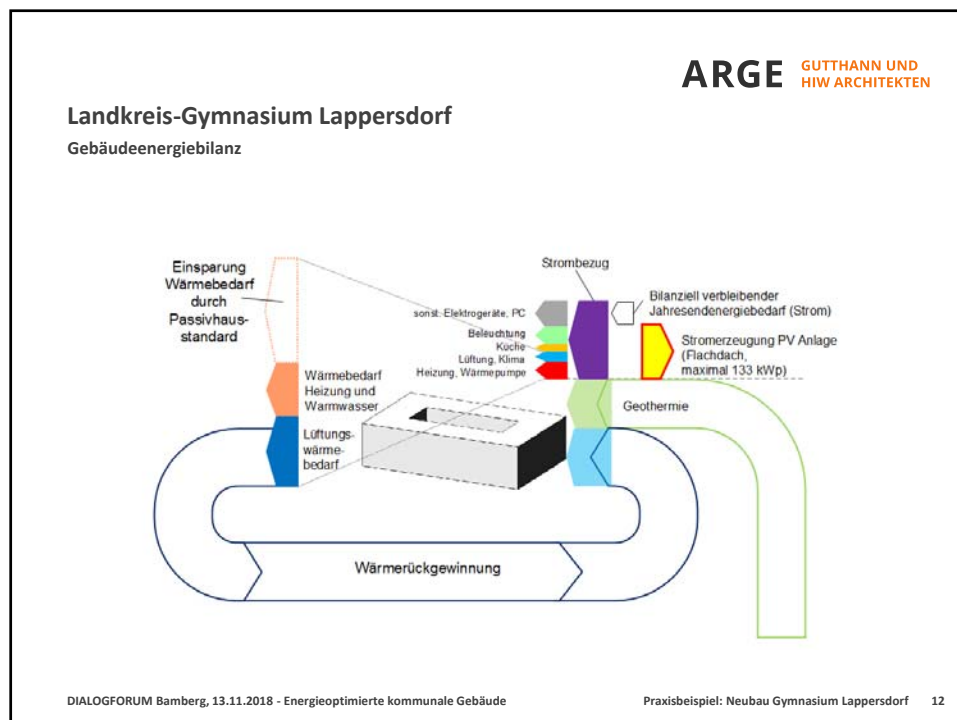 ARGE GUTTHANN UND
HIW ARCHITEKTEN
Landkreis-Gymnasium Lappersdorf
Gebäudeenergiebilanz
Einsparung
Wärmebedarf
durch
Passivhaus-
standard
Wärmebedarf
Heizung und
Warmwasser
Lüftungs-
wärme-
bedarf
Strombezug
sonst. Elektrogeräte, PC
Beleuchtung
Küche
Lüftung, Klima
Heizung, Wärmepumpe
Bilanziell verbleibender
Jahresendenergiebedarf (Strom)
Stromerzeugung PV Anlage
(Flachdach,
maximal 133 kWp)
Geothermie
Wärmerückgewinnung
DIALOGFORUM Bamberg, 13.11.2018 - Energieoptimierte kommunale Gebäude
Praxisbeispiel: Neubau Gymnasium Lappersdorf 12